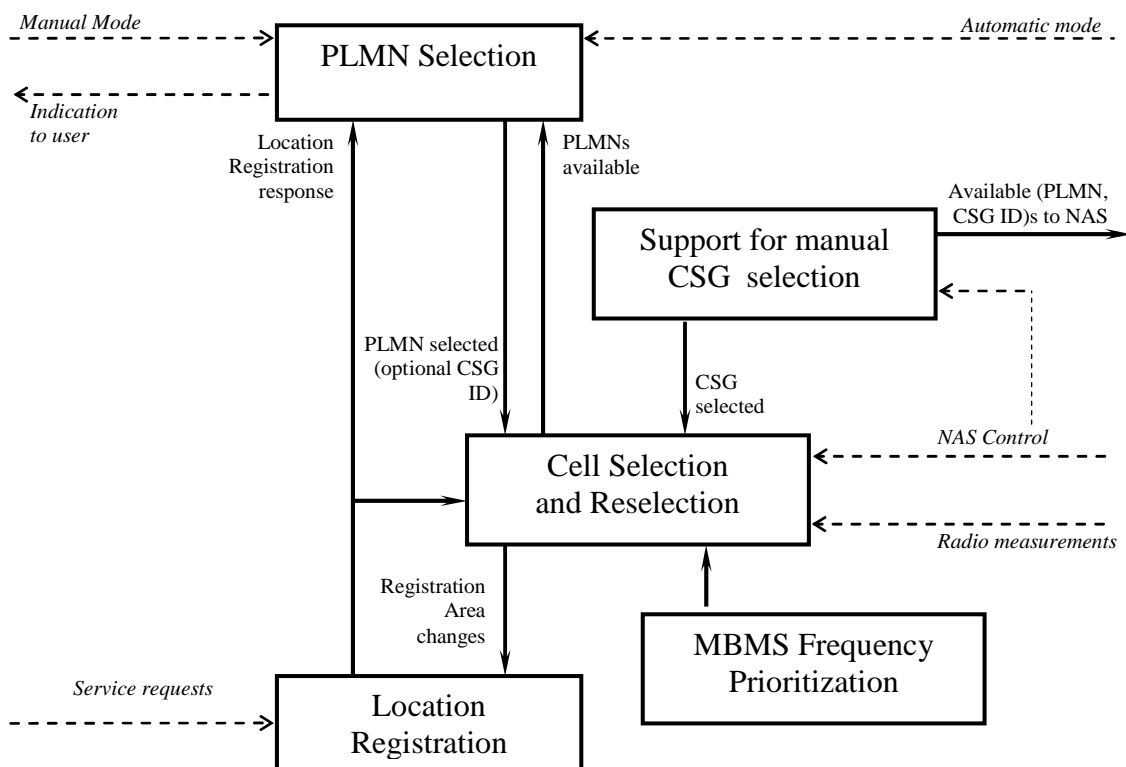 Manual Mode
Automatic mode
PLMN Selection
Indication
to user
Location
Registration
response
PLMNs
available
Available (PLMN,
CSG ID)s to NAS
Support for manual
CSG selection
PLMN selected
(optional CSG
ID)
CSG
selected
NAS Control
Cell Selection
and Reselection
Radio measurements
Registration
Area
changes
MBMS Frequency
Prioritization
Service requests
Location
Registration